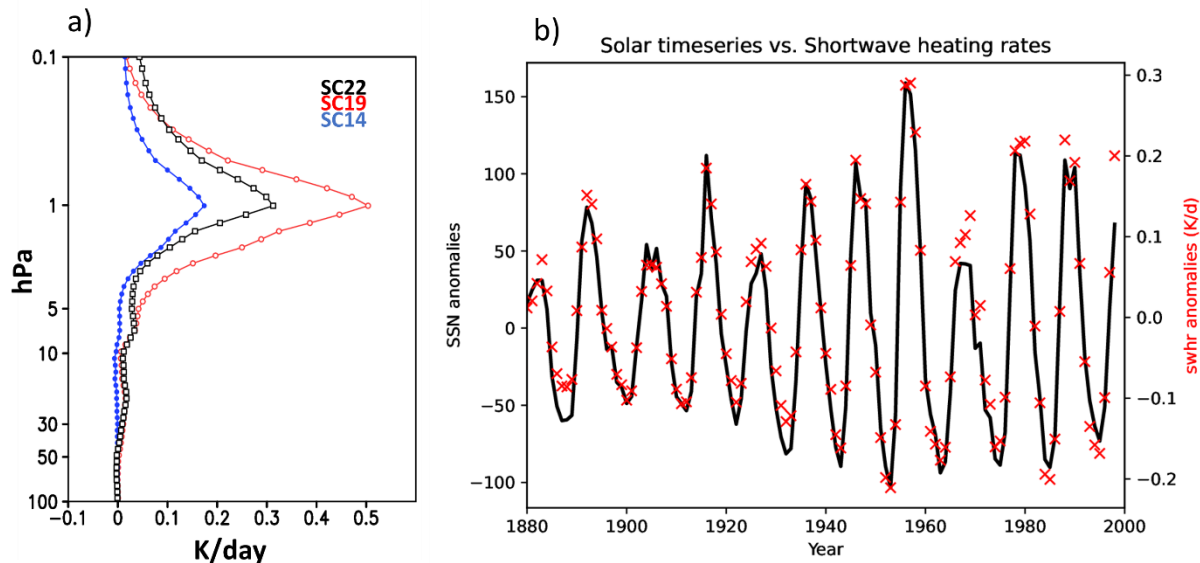 a)
0.1
1
5
10
30
50
100
hPa
SC22
SC19
SC14
−0.1 0 0.1 0.2 0.3 0.4 0.5
K/day
b)
Solar timeseries vs. Shortwave heating rates
150
100
50
0
−50
−100
SSN anomalies
0.3
0.2
0.1
0.0
−0.1
−0.2
swhr anomalies (K/d)
1880 1900 1920 1940 1960 1980 2000
Year